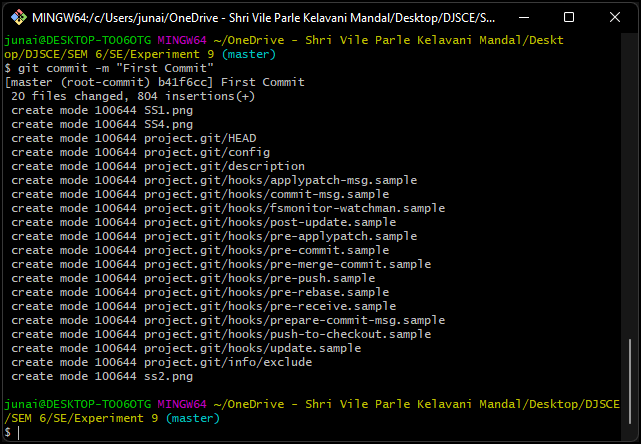 MINGW64:/c/Users/junai/OneDrive - Shri Vile Parle Kelavani Mandal/Desktop/DJSCE/S...
junai@DESKTOP-TOO6OTG MINGW64 ~/OneDrive - Shri Vile Parle Kelavani Mandal/Deskt
op/DJSCE/SEM 6/SE/Experiment 9 (master)
$ git commit -m "First Commit"
[master (root-commit) b41f6cc] First Commit
 20 files changed, 804 insertions(+)
 create mode 100644 SS1.png
 create mode 100644 SS4.png
 create mode 100644 project.git/HEAD
 create mode 100644 project.git/config
 create mode 100644 project.git/description
 create mode 100644 project.git/hooks/applypatch-msg.sample
 create mode 100644 project.git/hooks/commit-msg.sample
 create mode 100644 project.git/hooks/fsmonitor-watchman.sample
 create mode 100644 project.git/hooks/post-update.sample
 create mode 100644 project.git/hooks/pre-applypatch.sample
 create mode 100644 project.git/hooks/pre-commit.sample
 create mode 100644 project.git/hooks/pre-merge-commit.sample
 create mode 100644 project.git/hooks/pre-push.sample
 create mode 100644 project.git/hooks/pre-rebase.sample
 create mode 100644 project.git/hooks/pre-receive.sample
 create mode 100644 project.git/hooks/prepare-commit-msg.sample
 create mode 100644 project.git/hooks/push-to-checkout.sample
 create mode 100644 project.git/hooks/update.sample
 create mode 100644 project.git/info/exclude
 create mode 100644 ss2.png
junai@DESKTOP-TOO6OTG MINGW64 ~/OneDrive - Shri Vile Parle Kelavani Mandal/Desktop/DJSCE
/SEM 6/SE/Experiment 9 (master)
$